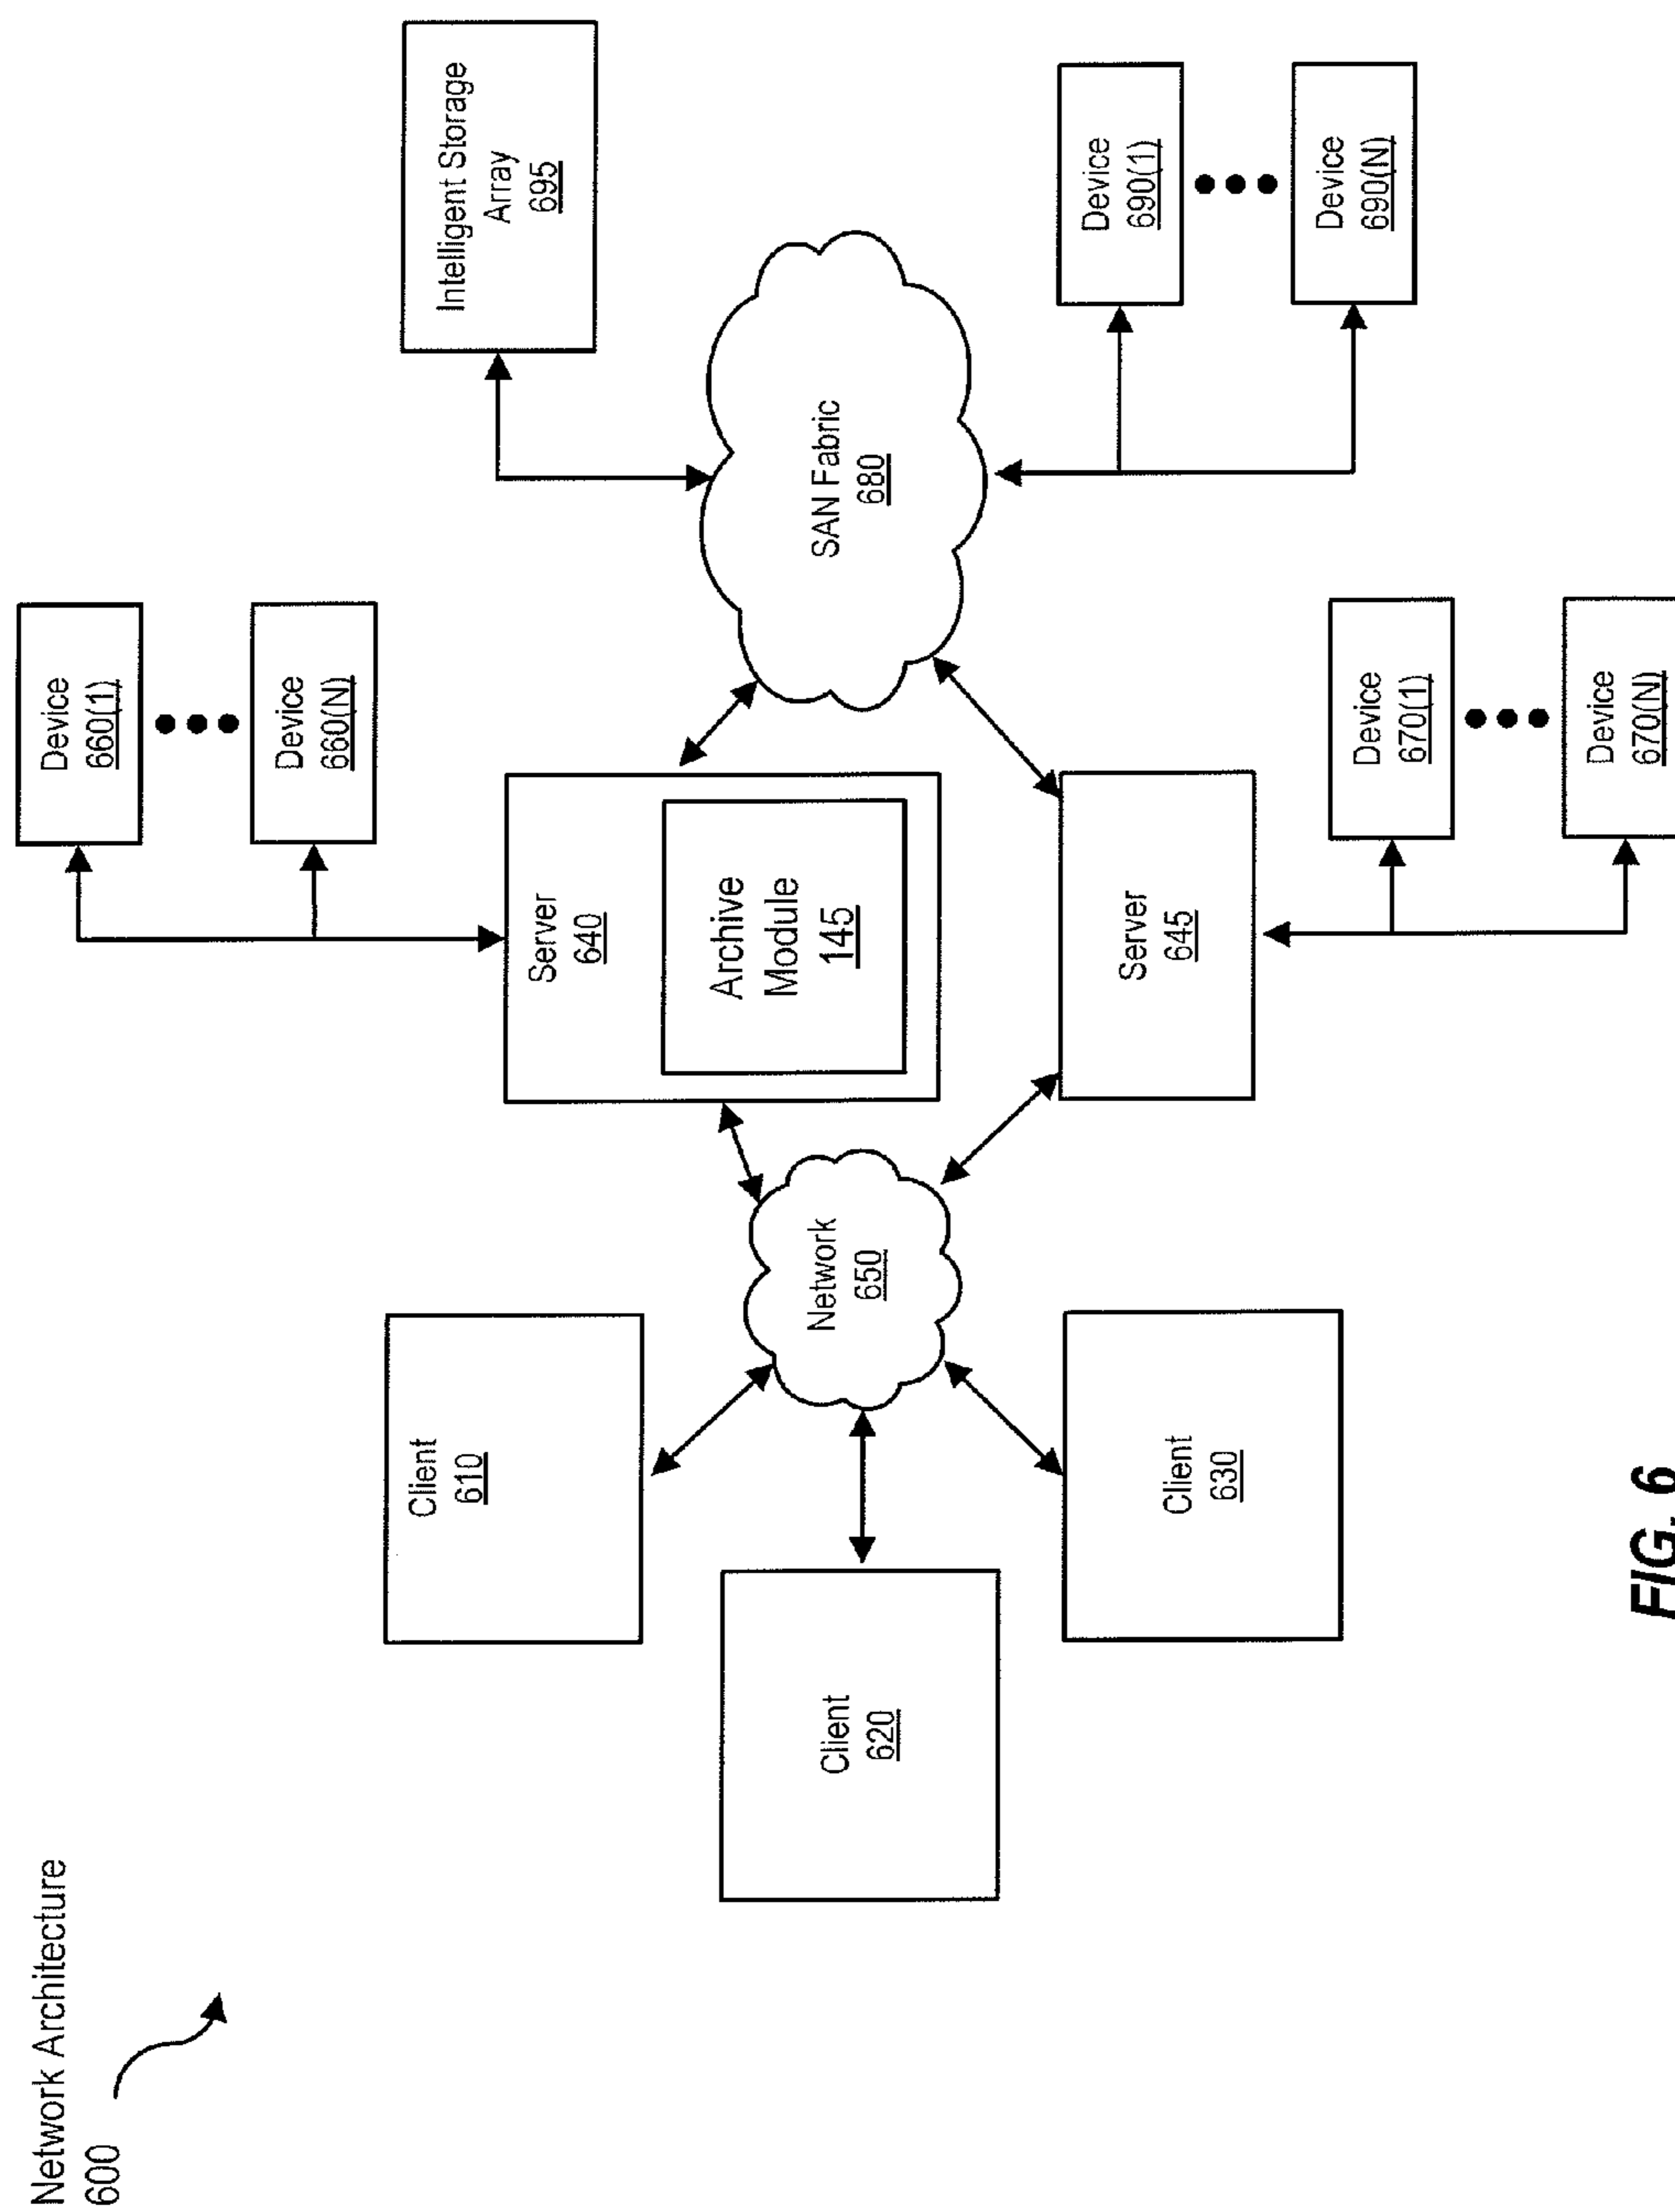 Network Architecture
600
Device
660(1)
Device
660(N)
Intelligent Storage
Array
695
Client
610
Server
640
Archive
Module
145
Client
620
Network
650
SAN Fabric
680
Client
630
Server
645
Device
690(1)
Device
690(N)
Device
670(1)
Device
670(N)
FIG. 6